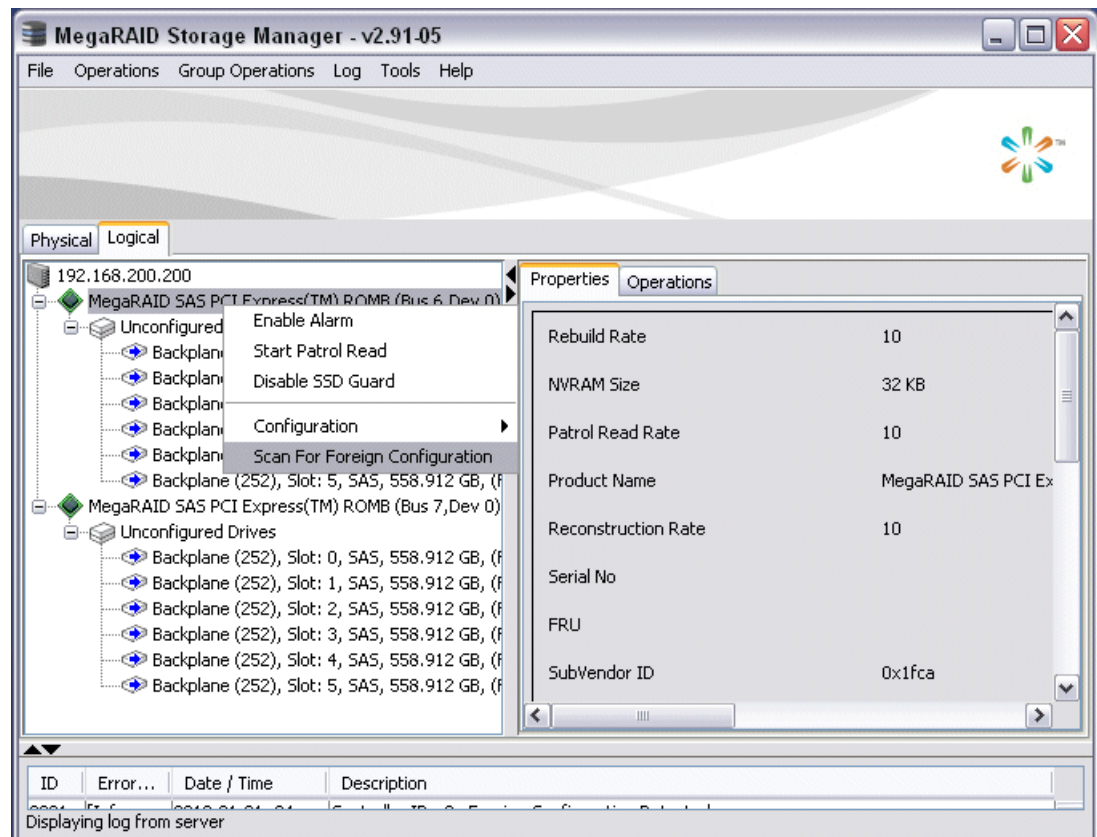 MegaRAID Storage Manager - v2.91-05
File Operations Group Operations Log Tools Help
TM
Physical Logical
192.168.200.200
MegaRAID SAS PCI Express(TM) ROMB (Bus 6,Dev 0)
Unconfigured
Backplan
Backplan
Backplan
Backplan
Backplan
Backplane (252), Slot: 5, SAS, 558.912 GB, (F
MegaRAID SAS PCI Express(TM) ROMB (Bus 7,Dev 0)
Unconfigured Drives
Backplane (252), Slot: 0, SAS, 558.912 GB, (F
Backplane (252), Slot: 1, SAS, 558.912 GB, (F
Backplane (252), Slot: 2, SAS, 558.912 GB, (F
Backplane (252), Slot: 3, SAS, 558.912 GB, (F
Backplane (252), Slot: 4, SAS, 558.912 GB, (F
Backplane (252), Slot: 5, SAS, 558.912 GB, (F
Enable Alarm
Start Patrol Read
Disable SSD Guard
Configuration
Scan For Foreign Configuration
Properties Operations
Rebuild Rate 10
NVRAM Size 32 KB
Patrol Read Rate 10
Product Name MegaRAID SAS PCI Ex
Reconstruction Rate 10
Serial No
FRU
SubVendor ID 0x1fca
ID Error... Date / Time Description
Displaying log from server